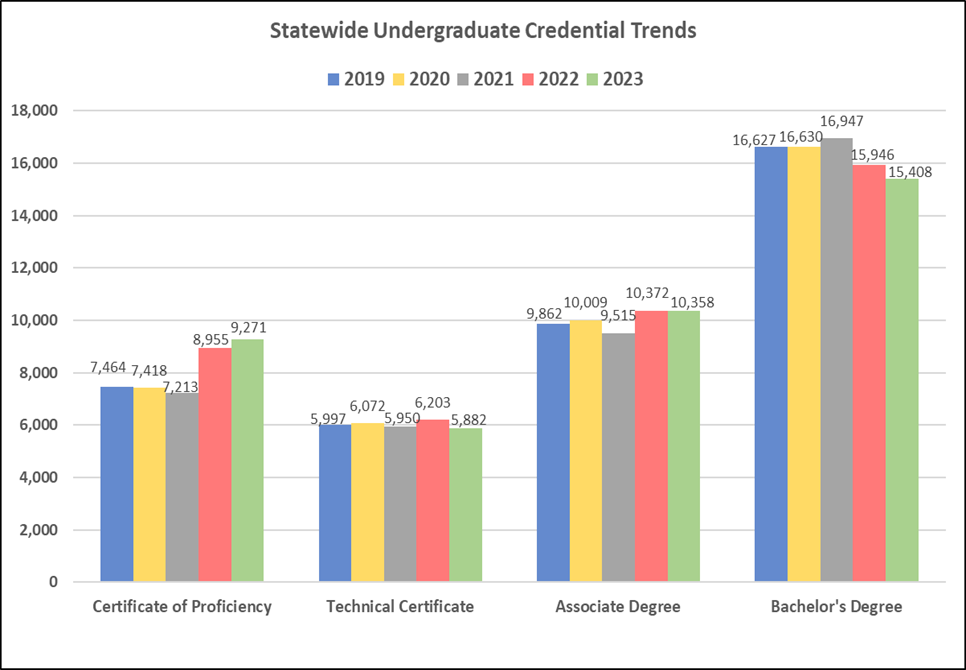 Statewide Undergraduate Credential Trends
2019 2020 2021 2022 2023
18,000
16,000
14,000
12,000
10,000
8,000
6,000
4,000
2,000
0
7,464 7,418 7,213 8,955 9,271
5,997 6,072 5,950 6,203 5,882
9,862 10,009 9,515 10,372 10,358
16,627 16,630 16,947 15,946 15,408
Certificate of Proficiency Technical Certificate Associate Degree Bachelor's Degree